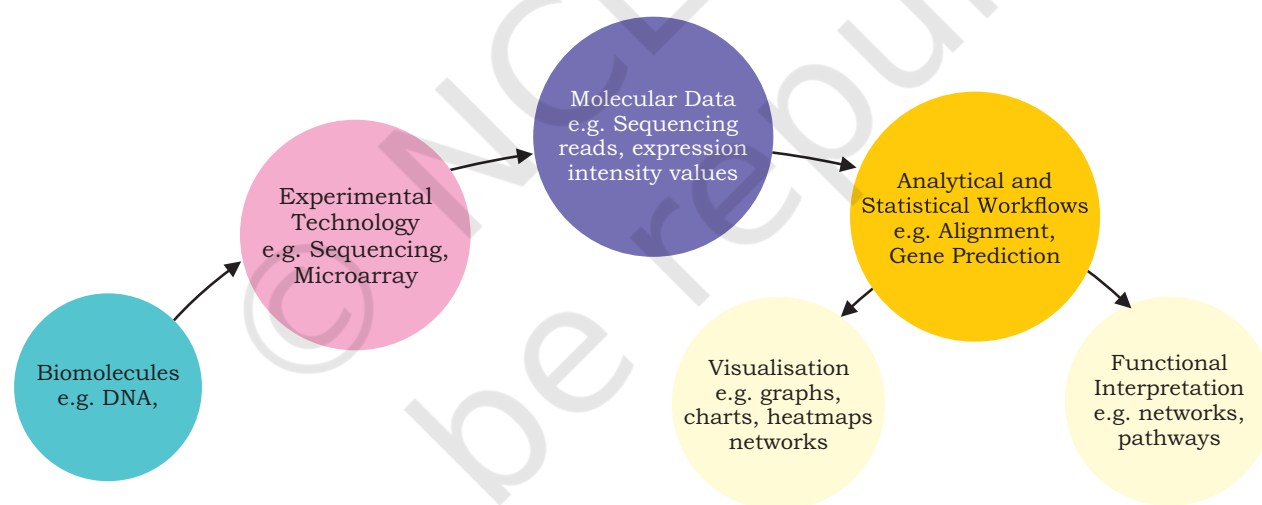 Biomolecules
e.g. DNA,
Experimental
Technology
e.g. Sequencing,
Microarray
Molecular Data
e.g. Sequencing
reads, expression
intensity values
Analytical and
Statistical Workflows
e.g. Alignment,
Gene Prediction
Visualisation
e.g. graphs,
charts, heatmaps
networks
Functional
Interpretation
e.g. networks,
pathways
©
be